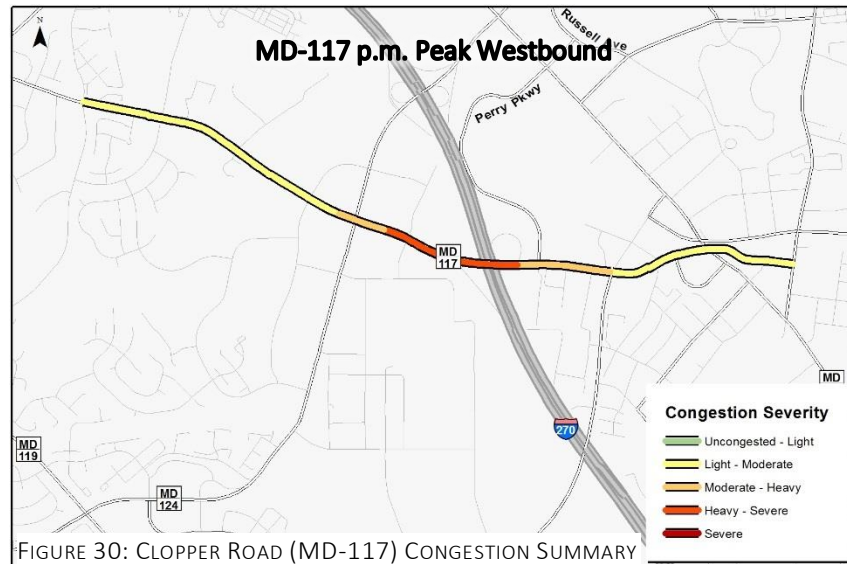 N
MD-117 p.m. Peak Westbound
Russell Ave
Perry Pkwy
MD
117
MD
270
MD
119
MD
124
Congestion Severity
Uncongested - Light
Light - Moderate
Moderate - Heavy
Heavy - Severe
Severe
FIGURE 30: CLOPPER ROAD (MD-117) CONGESTION SUMMARY